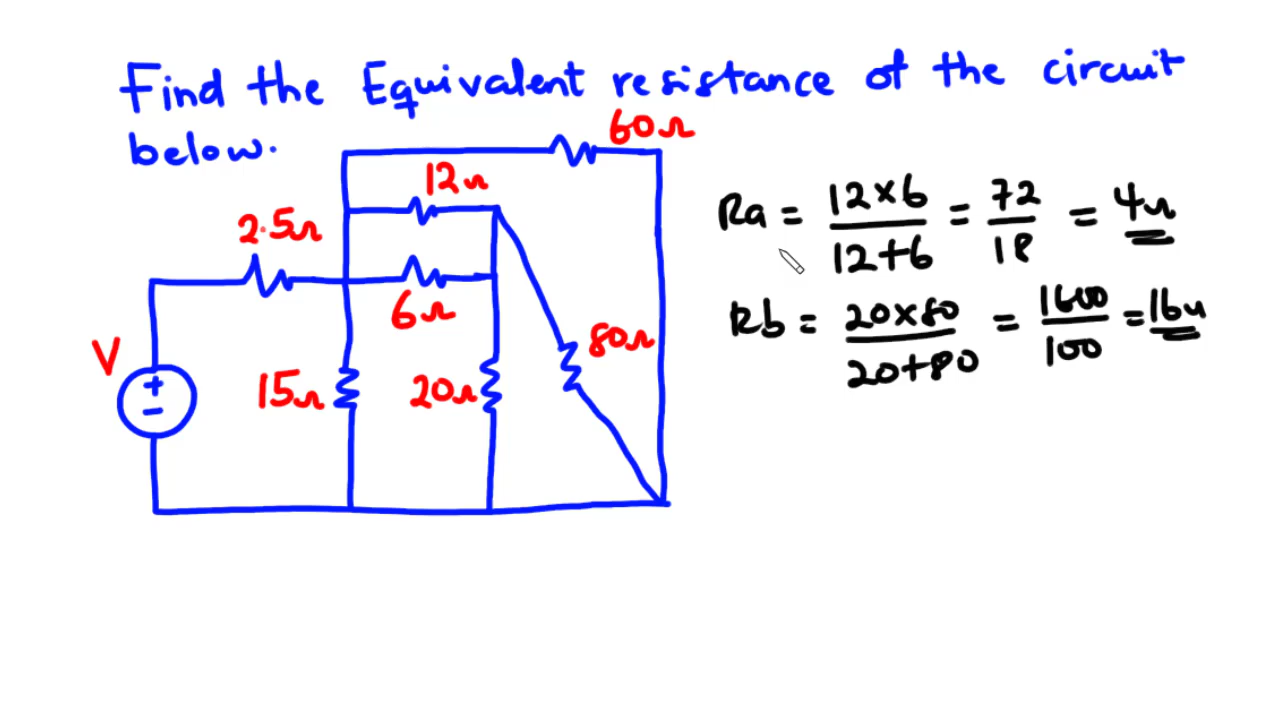 Find the Equivalent resistance of the circuit
below.
60Ω
12Ω
2.5Ω
6Ω
80Ω
V
+
-
15Ω
20Ω
Ra = 12×6 / 12+6 = 72 / 18 = 4Ω
Rb = 20×80 / 20+80 = 1600 / 100 = 16Ω